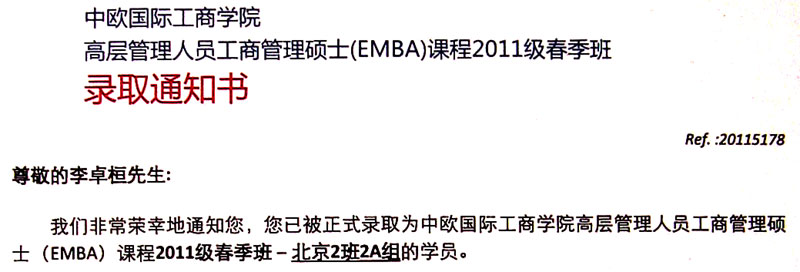 中欧国际工商学院
高层管理人员工商管理硕士(EMBA)课程2011级春季班
录取通知书
Ref. :20115178
尊敬的李卓桓先生:
我们非常荣幸地通知您，您已被正式录取为中欧国际工商学院高层管理人员工商管理硕
士（EMBA）课程2011级春季班 – 北京2班2A组的学员。